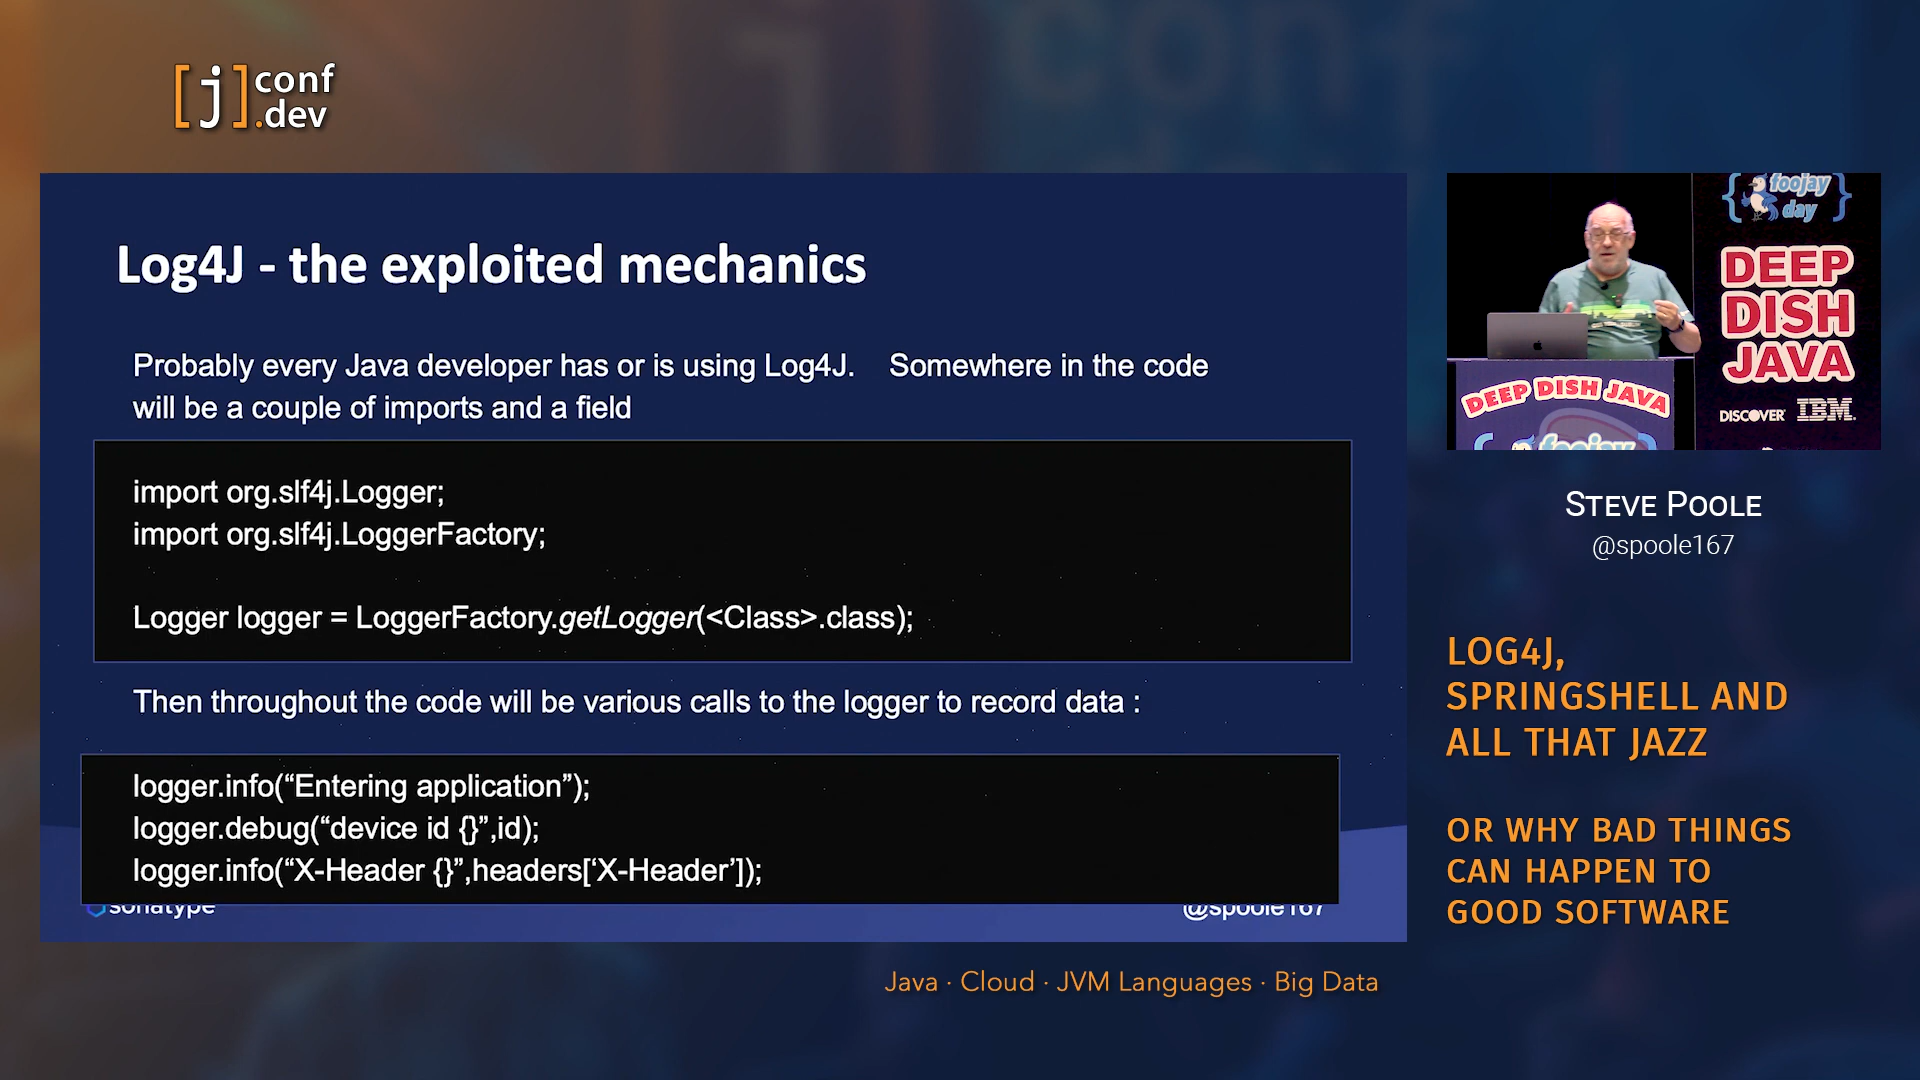 [j] conf
.dev
Log4J - the exploited mechanics
Probably every Java developer has or is using Log4J. Somewhere in the code
will be a couple of imports and a field
import org.slf4j.Logger;
import org.slf4j.LoggerFactory;
Logger logger = LoggerFactory.getLogger(<Class>.class);
Then throughout the code will be various calls to the logger to record data :
logger.info(“Entering application”);
logger.debug(“device id {}”,id);
logger.info(“X-Header {}”,headers[‘X-Header’]);
sonatype
@spoole167
{ foojay
day }
DEEP
DISH
JAVA
DISCOVER IBM.
DEEP DISH JAVA
{ foojay }
STEVE POOLE
@spoole167
LOG4J,
SPRINGSHELL AND
ALL THAT JAZZ
OR WHY BAD THINGS
CAN HAPPEN TO
GOOD SOFTWARE
Java · Cloud · JVM Languages · Big Data